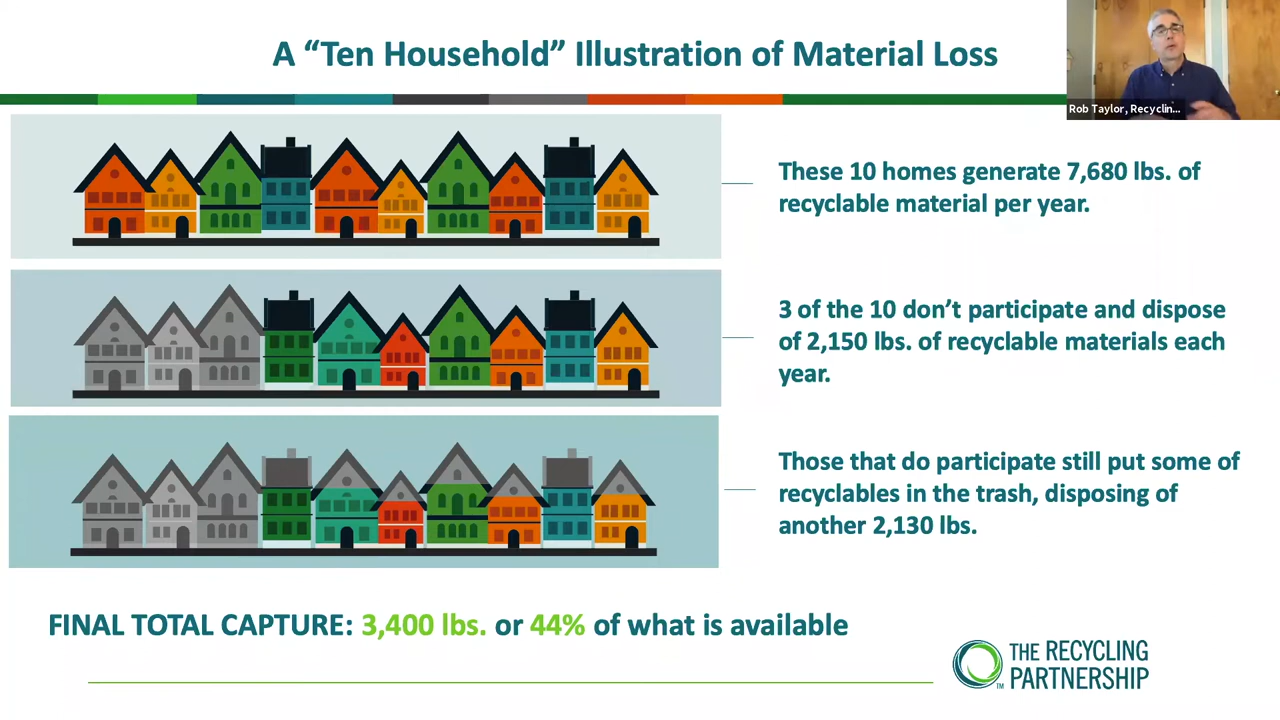 A “Ten Household” Illustration of Material Loss
Rob Taylor, Recyclin...
These 10 homes generate 7,680 lbs. of
recyclable material per year.
3 of the 10 don’t participate and dispose
of 2,150 lbs. of recyclable materials each
year.
Those that do participate still put some of
recyclables in the trash, disposing of
another 2,130 lbs.
FINAL TOTAL CAPTURE: 3,400 lbs. or 44% of what is available
THE RECYCLING
PARTNERSHIP
TM